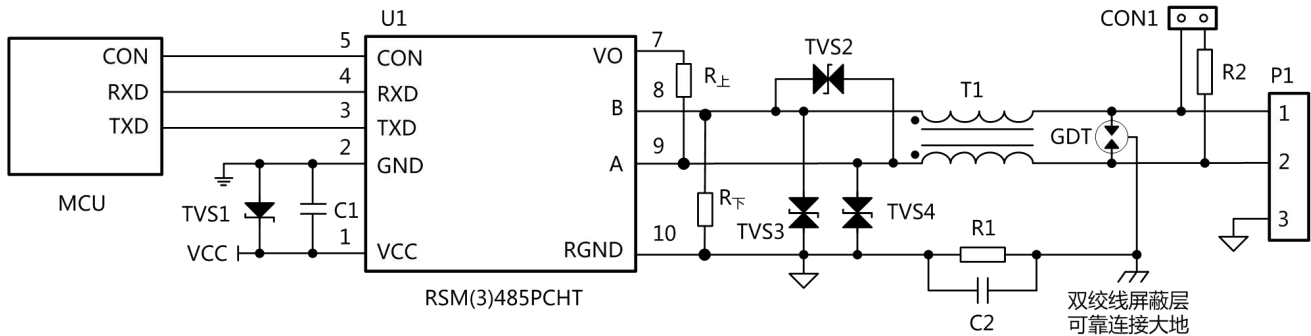 U1
CON1
MCU
CON
RXD
TXD
5
4
3
2
1
CON
RXD
TXD
GND
VCC
VO
B
A
RGND
7
8
9
10
RSM(3)485PCHT
TVS1
C1
VCC
R上
R下
TVS2
TVS3
TVS4
T1
GDT
R2
P1
1
2
3
R1
C2
双绞线屏蔽层
可靠连接大地